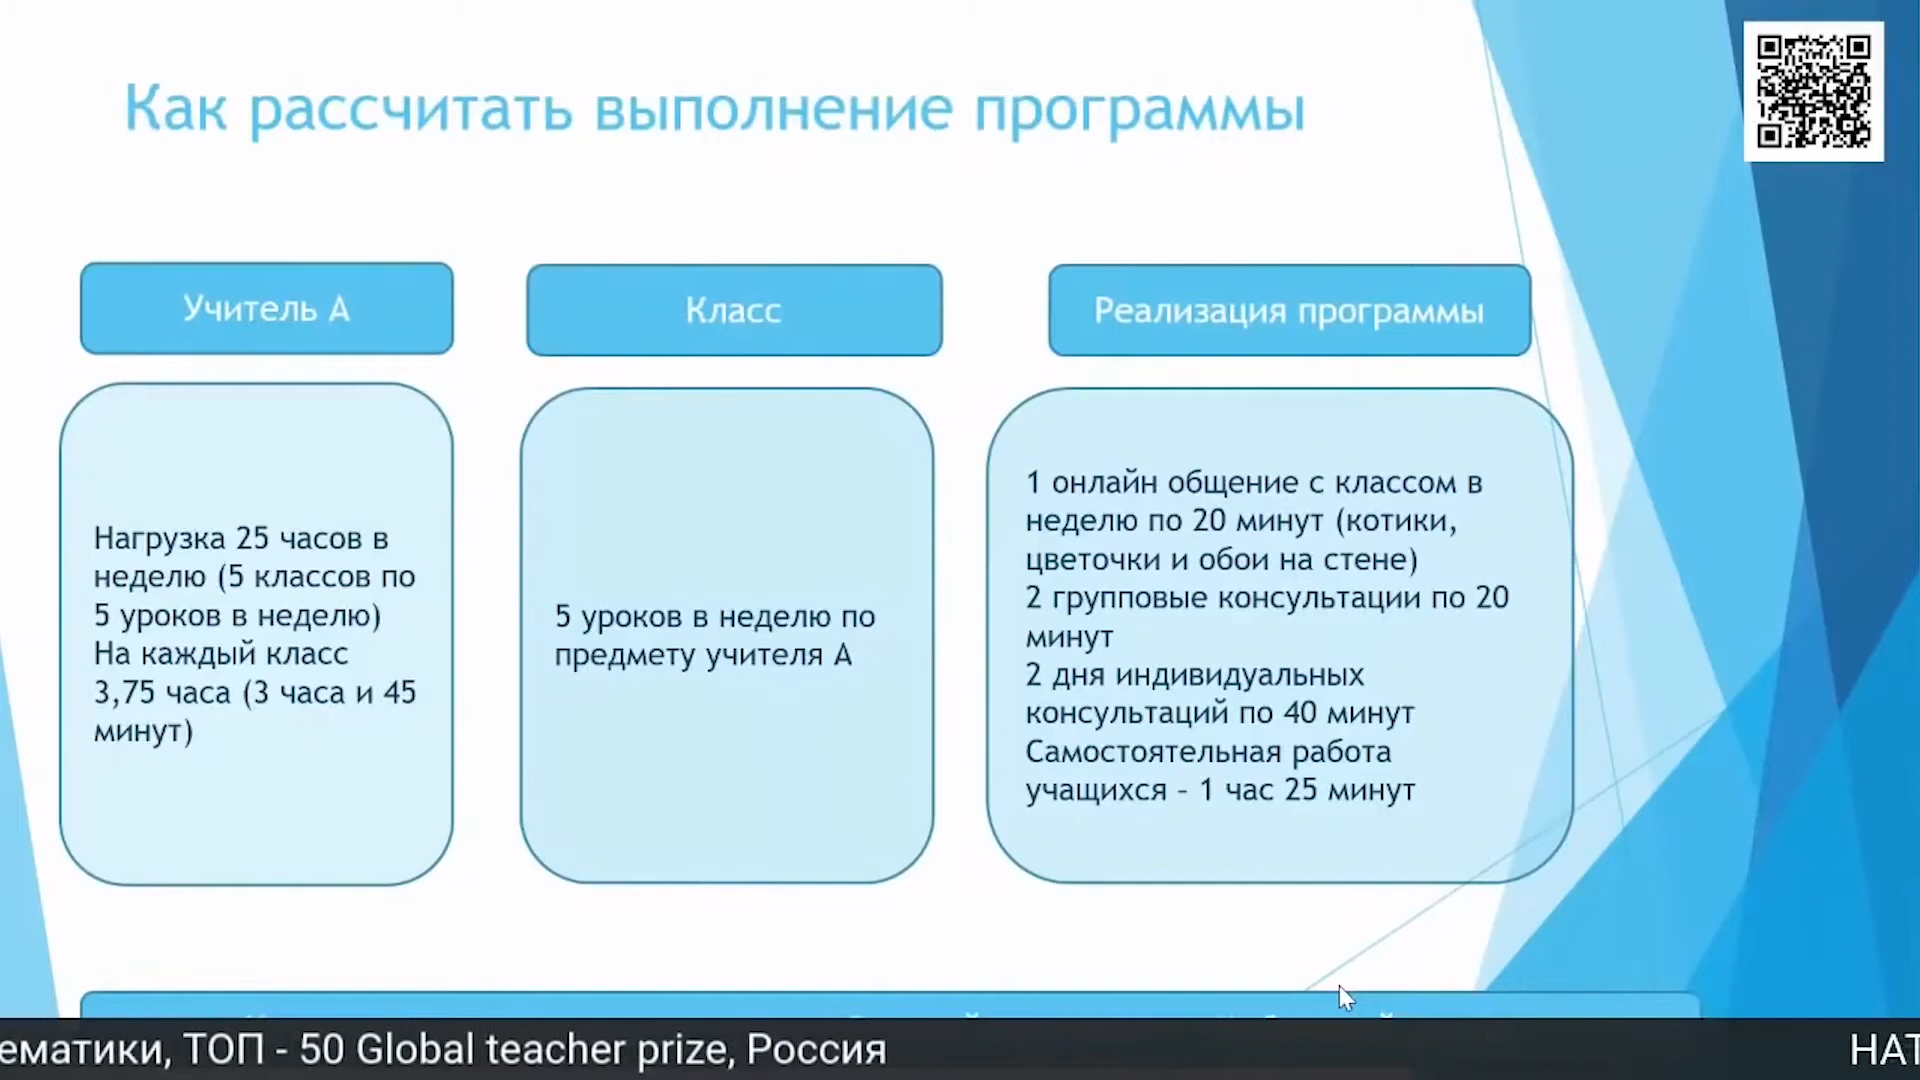 Как рассчитать выполнение программы
Учитель А
Класс
Реализация программы
Нагрузка 25 часов в
неделю (5 классов по
5 уроков в неделю)
На каждый класс
3,75 часа (3 часа и 45
минут)
5 уроков в неделю по
предмету учителя А
1 онлайн общение с классом в
неделю по 20 минут (котики,
цветочки и обои на стене)
2 групповые консультации по 20
минут
2 дня индивидуальных
консультаций по 40 минут
Самостоятельная работа
учащихся – 1 час 25 минут
ематики, ТОП - 50 Global teacher prize, Россия
НАТ